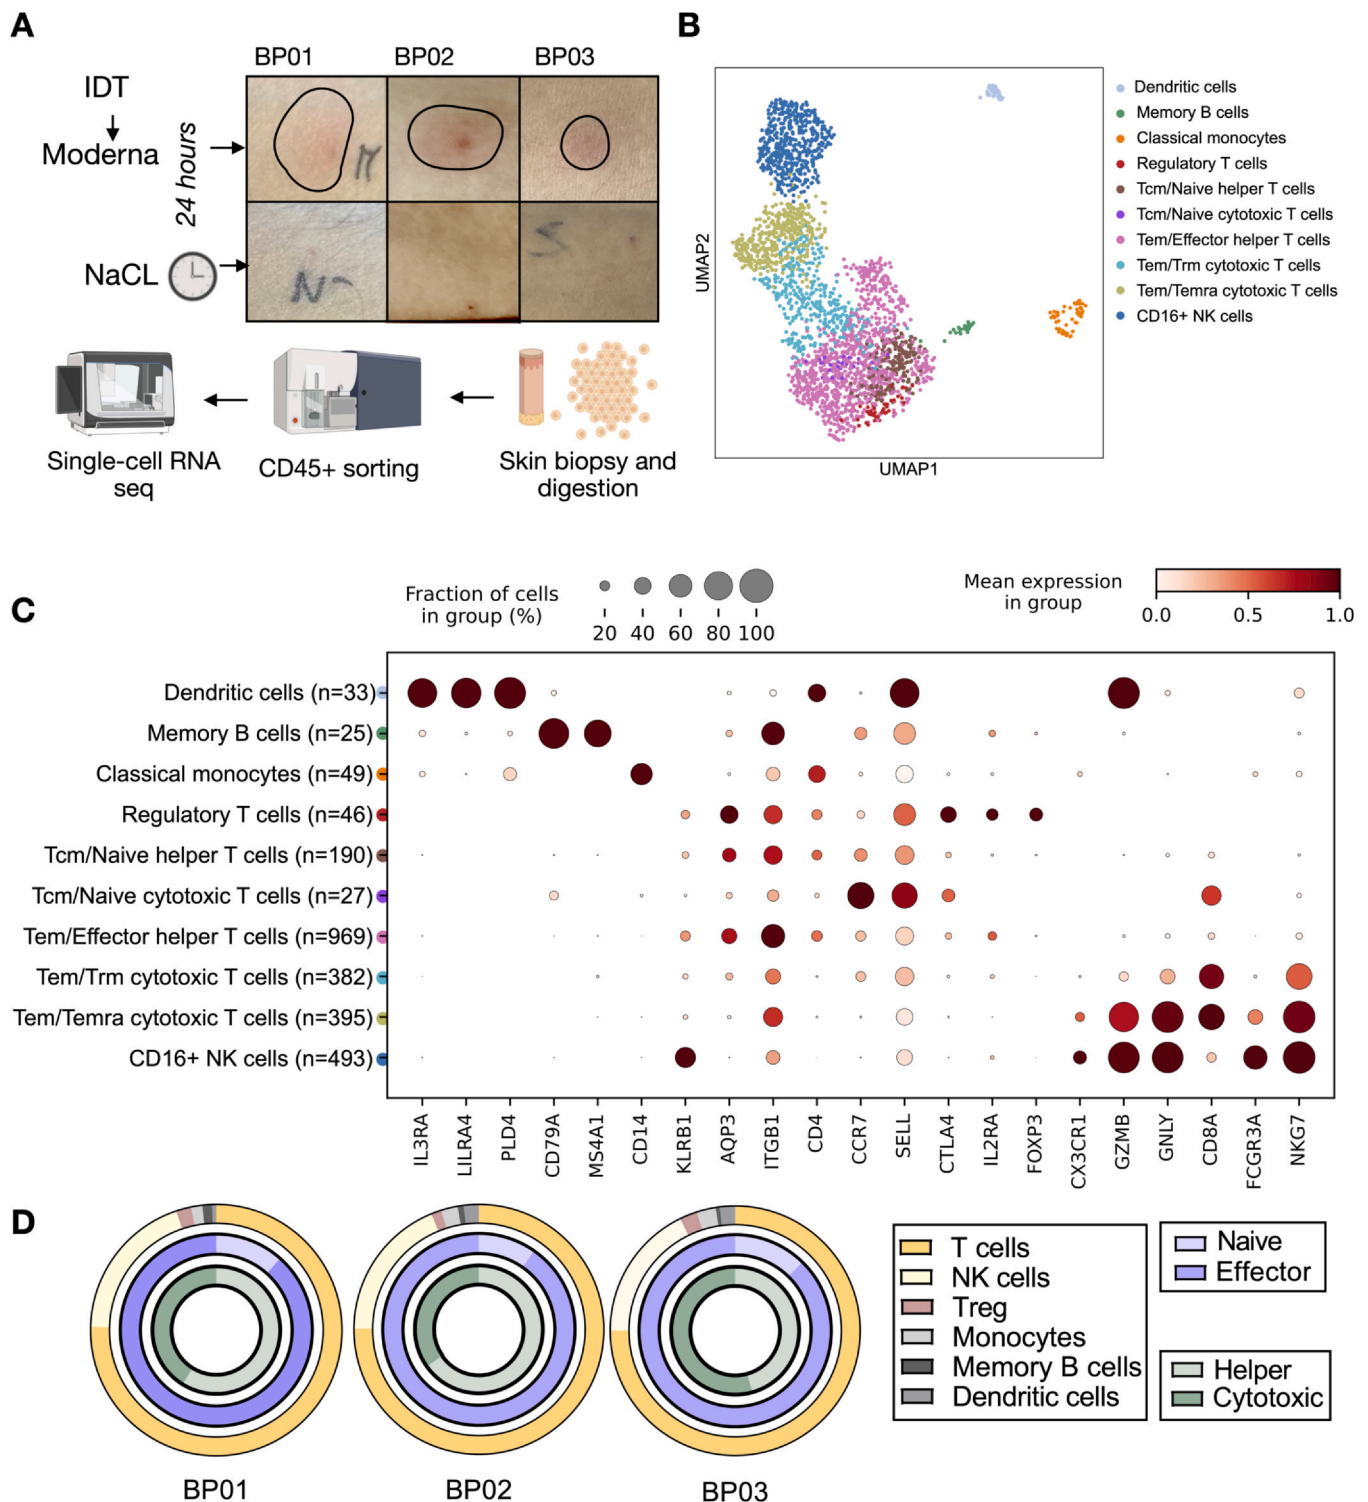 A
BP01
BP02
BP03
IDT
Moderna
24 hours
NaCL
M
N-
S
Single-cell RNA
seq
CD45+ sorting
Skin biopsy and
digestion
B
UMAP2
UMAP1
Dendritic cells
Memory B cells
Classical monocytes
Regulatory T cells
Tcm/Naive helper T cells
Tcm/Naive cytotoxic T cells
Tem/Effector helper T cells
Tem/Trm cytotoxic T cells
Tem/Temra cytotoxic T cells
CD16+ NK cells
C
Fraction of cells
in group (%)
20 40 60 80 100
Mean expression
in group
0.0 0.5 1.0
Dendritic cells (n=33)
Memory B cells (n=25)
Classical monocytes (n=49)
Regulatory T cells (n=46)
Tcm/Naive helper T cells (n=190)
Tcm/Naive cytotoxic T cells (n=27)
Tem/Effector helper T cells (n=969)
Tem/Trm cytotoxic T cells (n=382)
Tem/Temra cytotoxic T cells (n=395)
CD16+ NK cells (n=493)
IL3RA
LILRA4
PLD4
CD79A
MS4A1
CD14
KLRB1
AQP3
ITGB1
CD4
CCR7
SELL
CTLA4
IL2RA
FOXP3
CX3CR1
GZMB
GNLY
CD8A
FCGR3A
NKG7
D
BP01
BP02
BP03
T cells
NK cells
Treg
Monocytes
Memory B cells
Dendritic cells
Naive
Effector
Helper
Cytotoxic